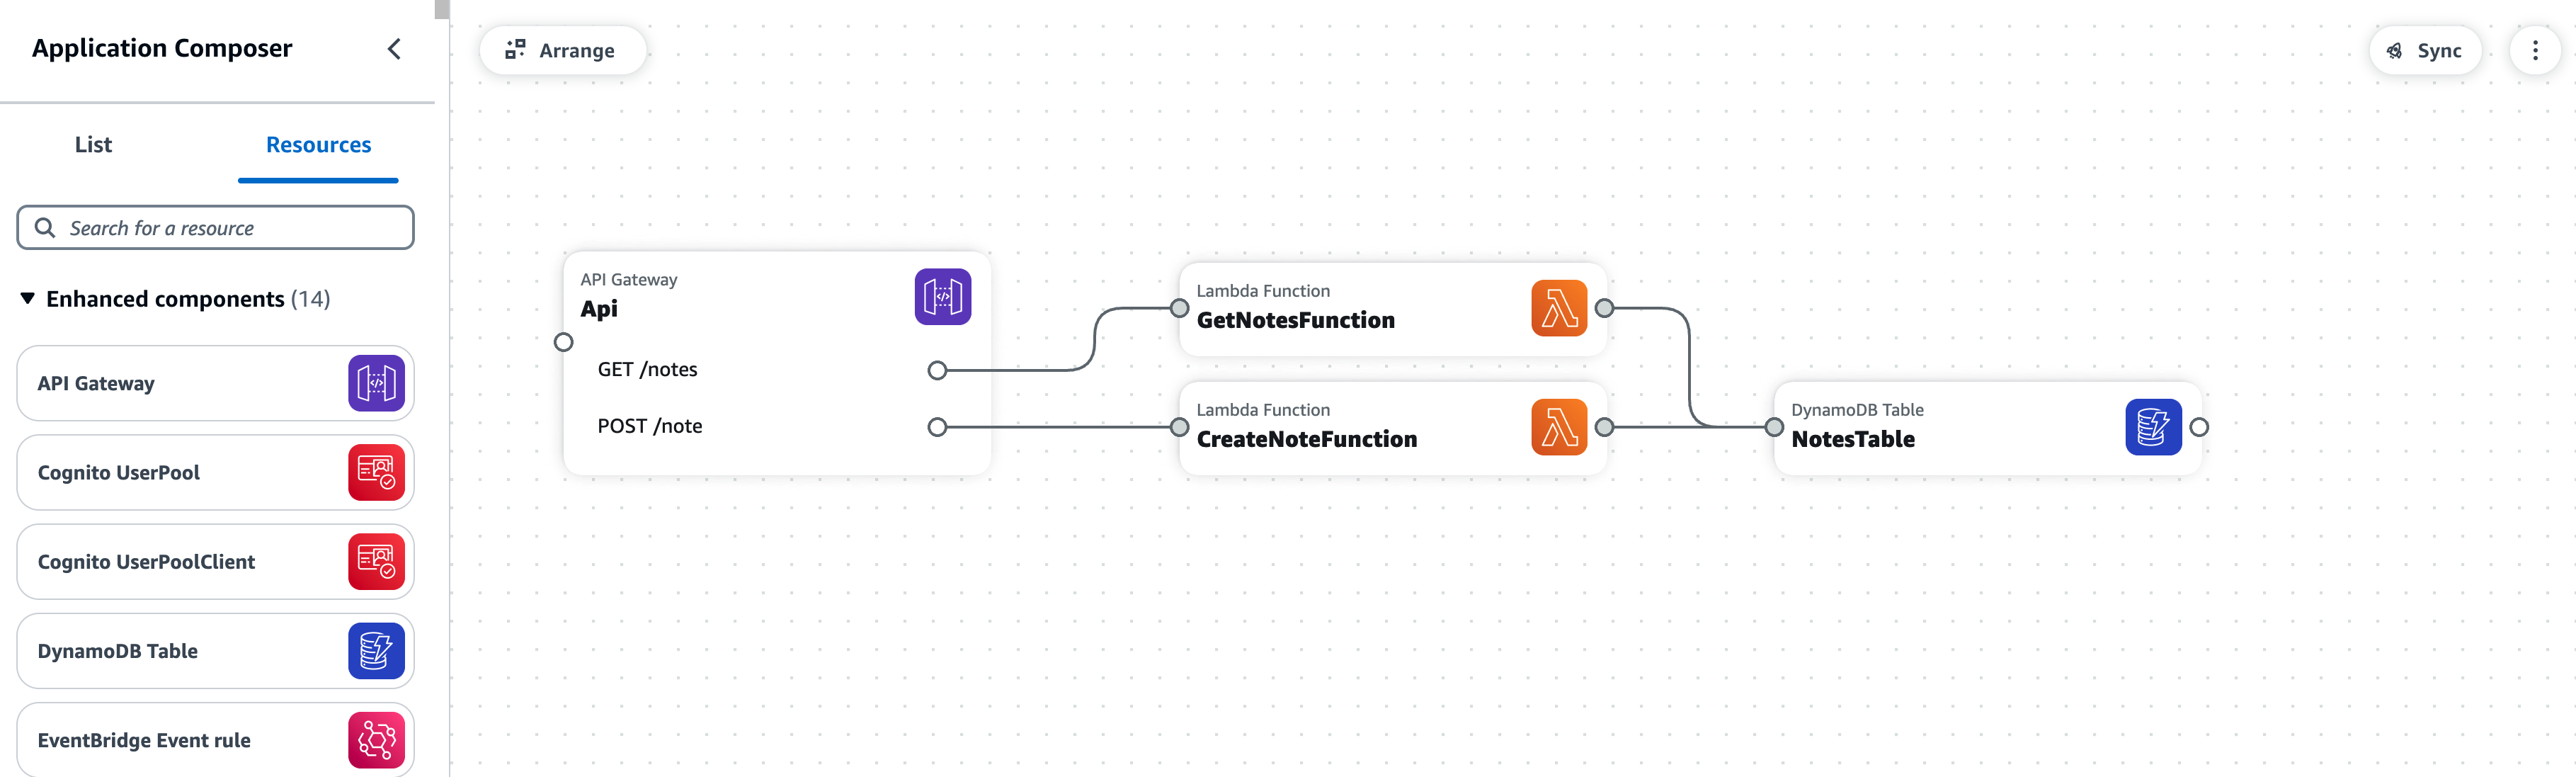 Application Composer
List
Resources
Search for a resource
Enhanced components (14)
API Gateway
Cognito UserPool
Cognito UserPoolClient
DynamoDB Table
EventBridge Event rule
Arrange
Sync
API Gateway
Api
GET /notes
POST /note
Lambda Function
GetNotesFunction
Lambda Function
CreateNoteFunction
DynamoDB Table
NotesTable